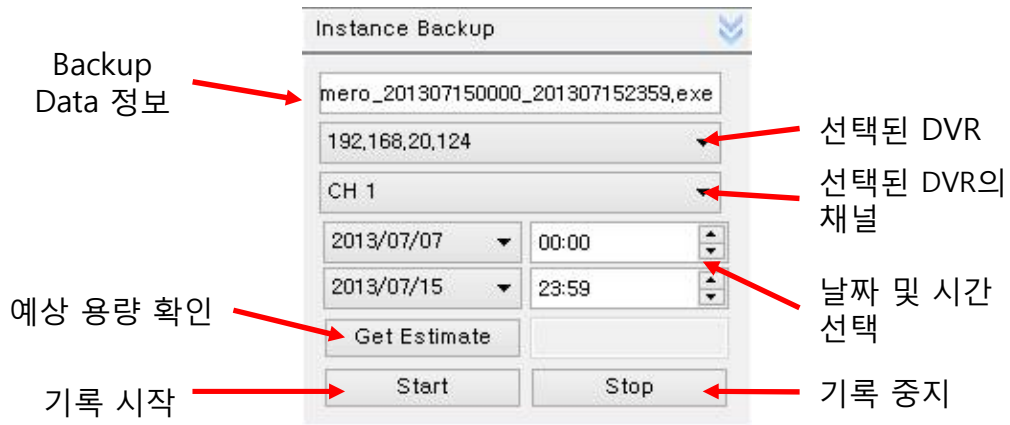 Instance Backup
Backup
Data 정보
mero_201307150000_201307152359,exe
192,168,20,124
선택된 DVR
CH 1
선택된 DVR의
채널
2013/07/07
00:00
2013/07/15
23:59
날짜 및 시간
선택
예상 용량 확인
Get Estimate
기록 시작
Start
Stop
기록 중지